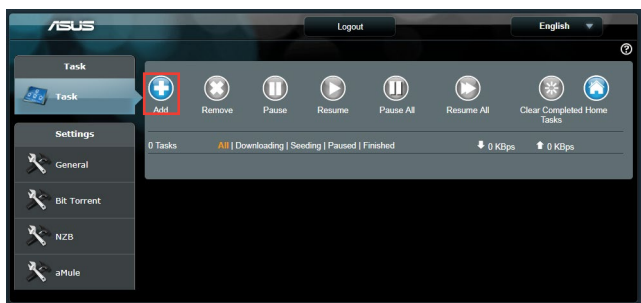 ASUS
Logout
English
Task
Task
Add
Remove
Pause
Resume
Pause All
Resume All
Clear Completed Tasks
Home
Settings
0 Tasks
All | Downloading | Seeding | Paused | Finished
0 KBps
0 KBps
General
Bit Torrent
NZB
aMule